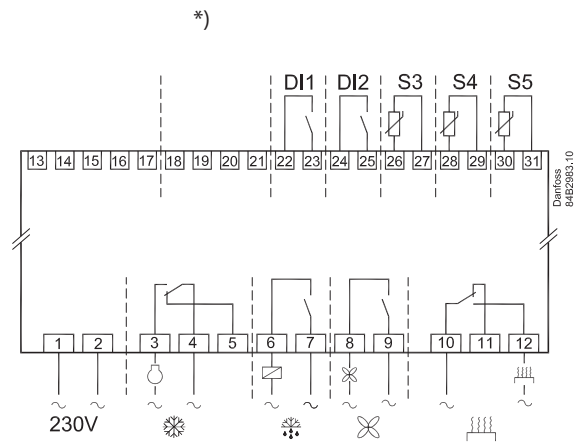 *)
DI1 DI2 S3 S4 S5
13 14 15 16 17 18 19 20 21 22 23 24 25 26 27 28 29 30 31
Danfoss
84B2983.10
1 2 3 4 5 6 7 8 9 10 11 12
230V